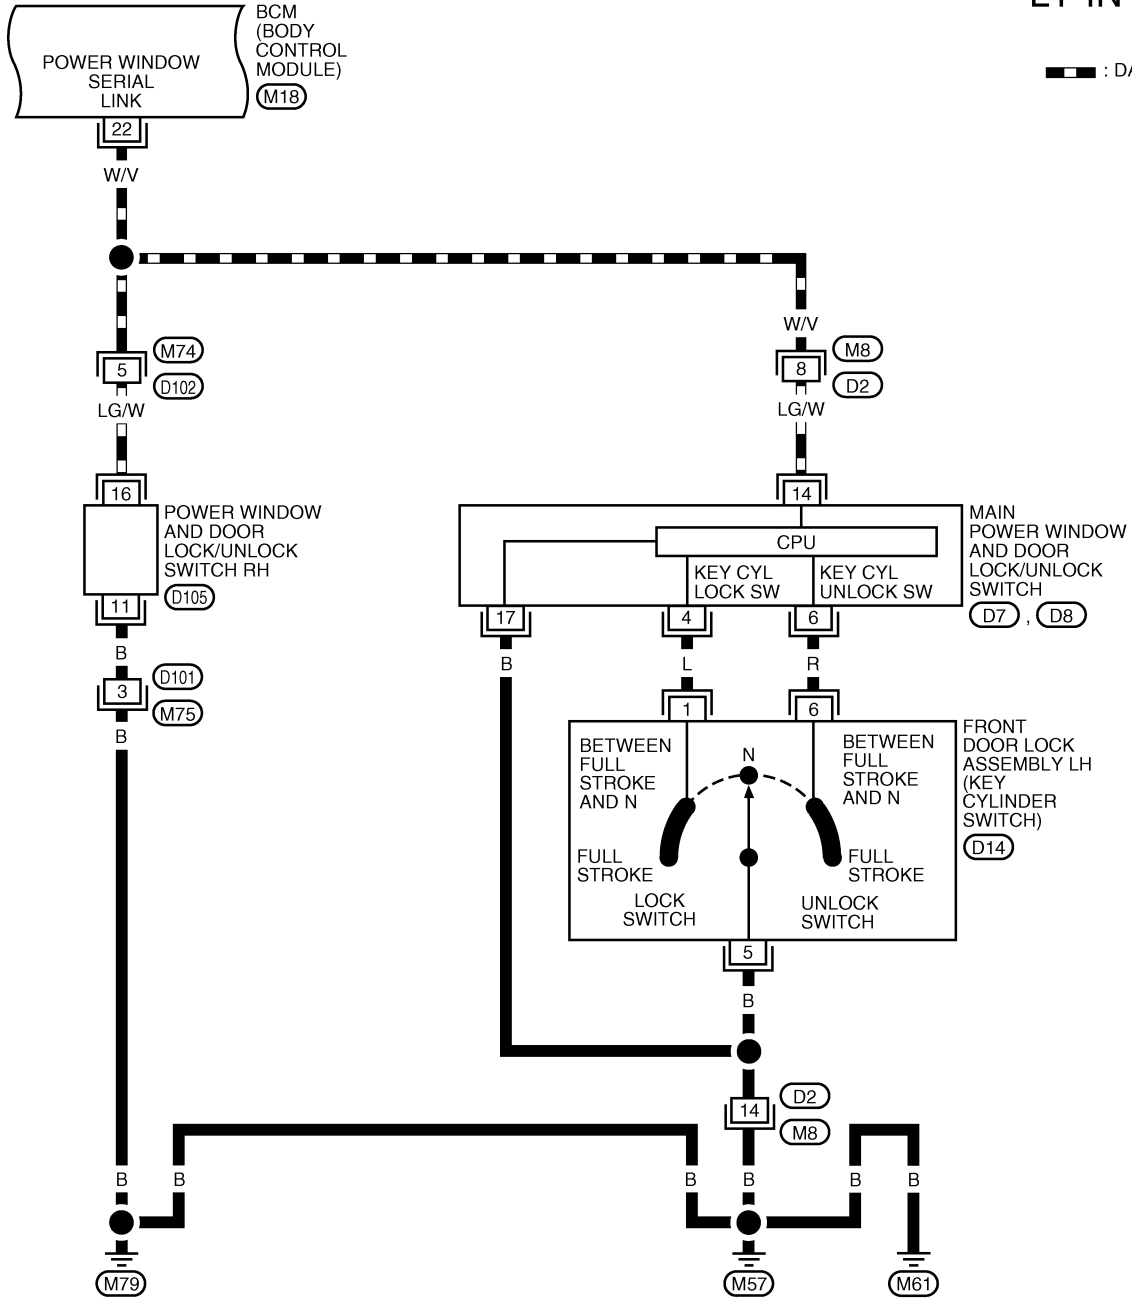 BCM
(BODY
CONTROL
MODULE)
M18
POWER WINDOW
SERIAL
LINK
22
W/V
: DA
W/V
M74
5
D102
LG/W
M8
8
D2
LG/W
16
POWER WINDOW
AND DOOR
LOCK/UNLOCK
SWITCH RH
D105
11
B
D101
3
M75
B
14
MAIN
POWER WINDOW
AND DOOR
LOCK/UNLOCK
SWITCH
D7 , D8
CPU
KEY CYL
LOCK SW
KEY CYL
UNLOCK SW
17
4
6
B
L
R
1
6
FRONT
DOOR LOCK
ASSEMBLY LH
(KEY
CYLINDER
SWITCH)
D14
BETWEEN
FULL
STROKE
AND N
N
BETWEEN
FULL
STROKE
AND N
FULL
STROKE
FULL
STROKE
LOCK
SWITCH
UNLOCK
SWITCH
5
B
D2
14
M8
B
B
B
B
B
B
M79
M57
M61